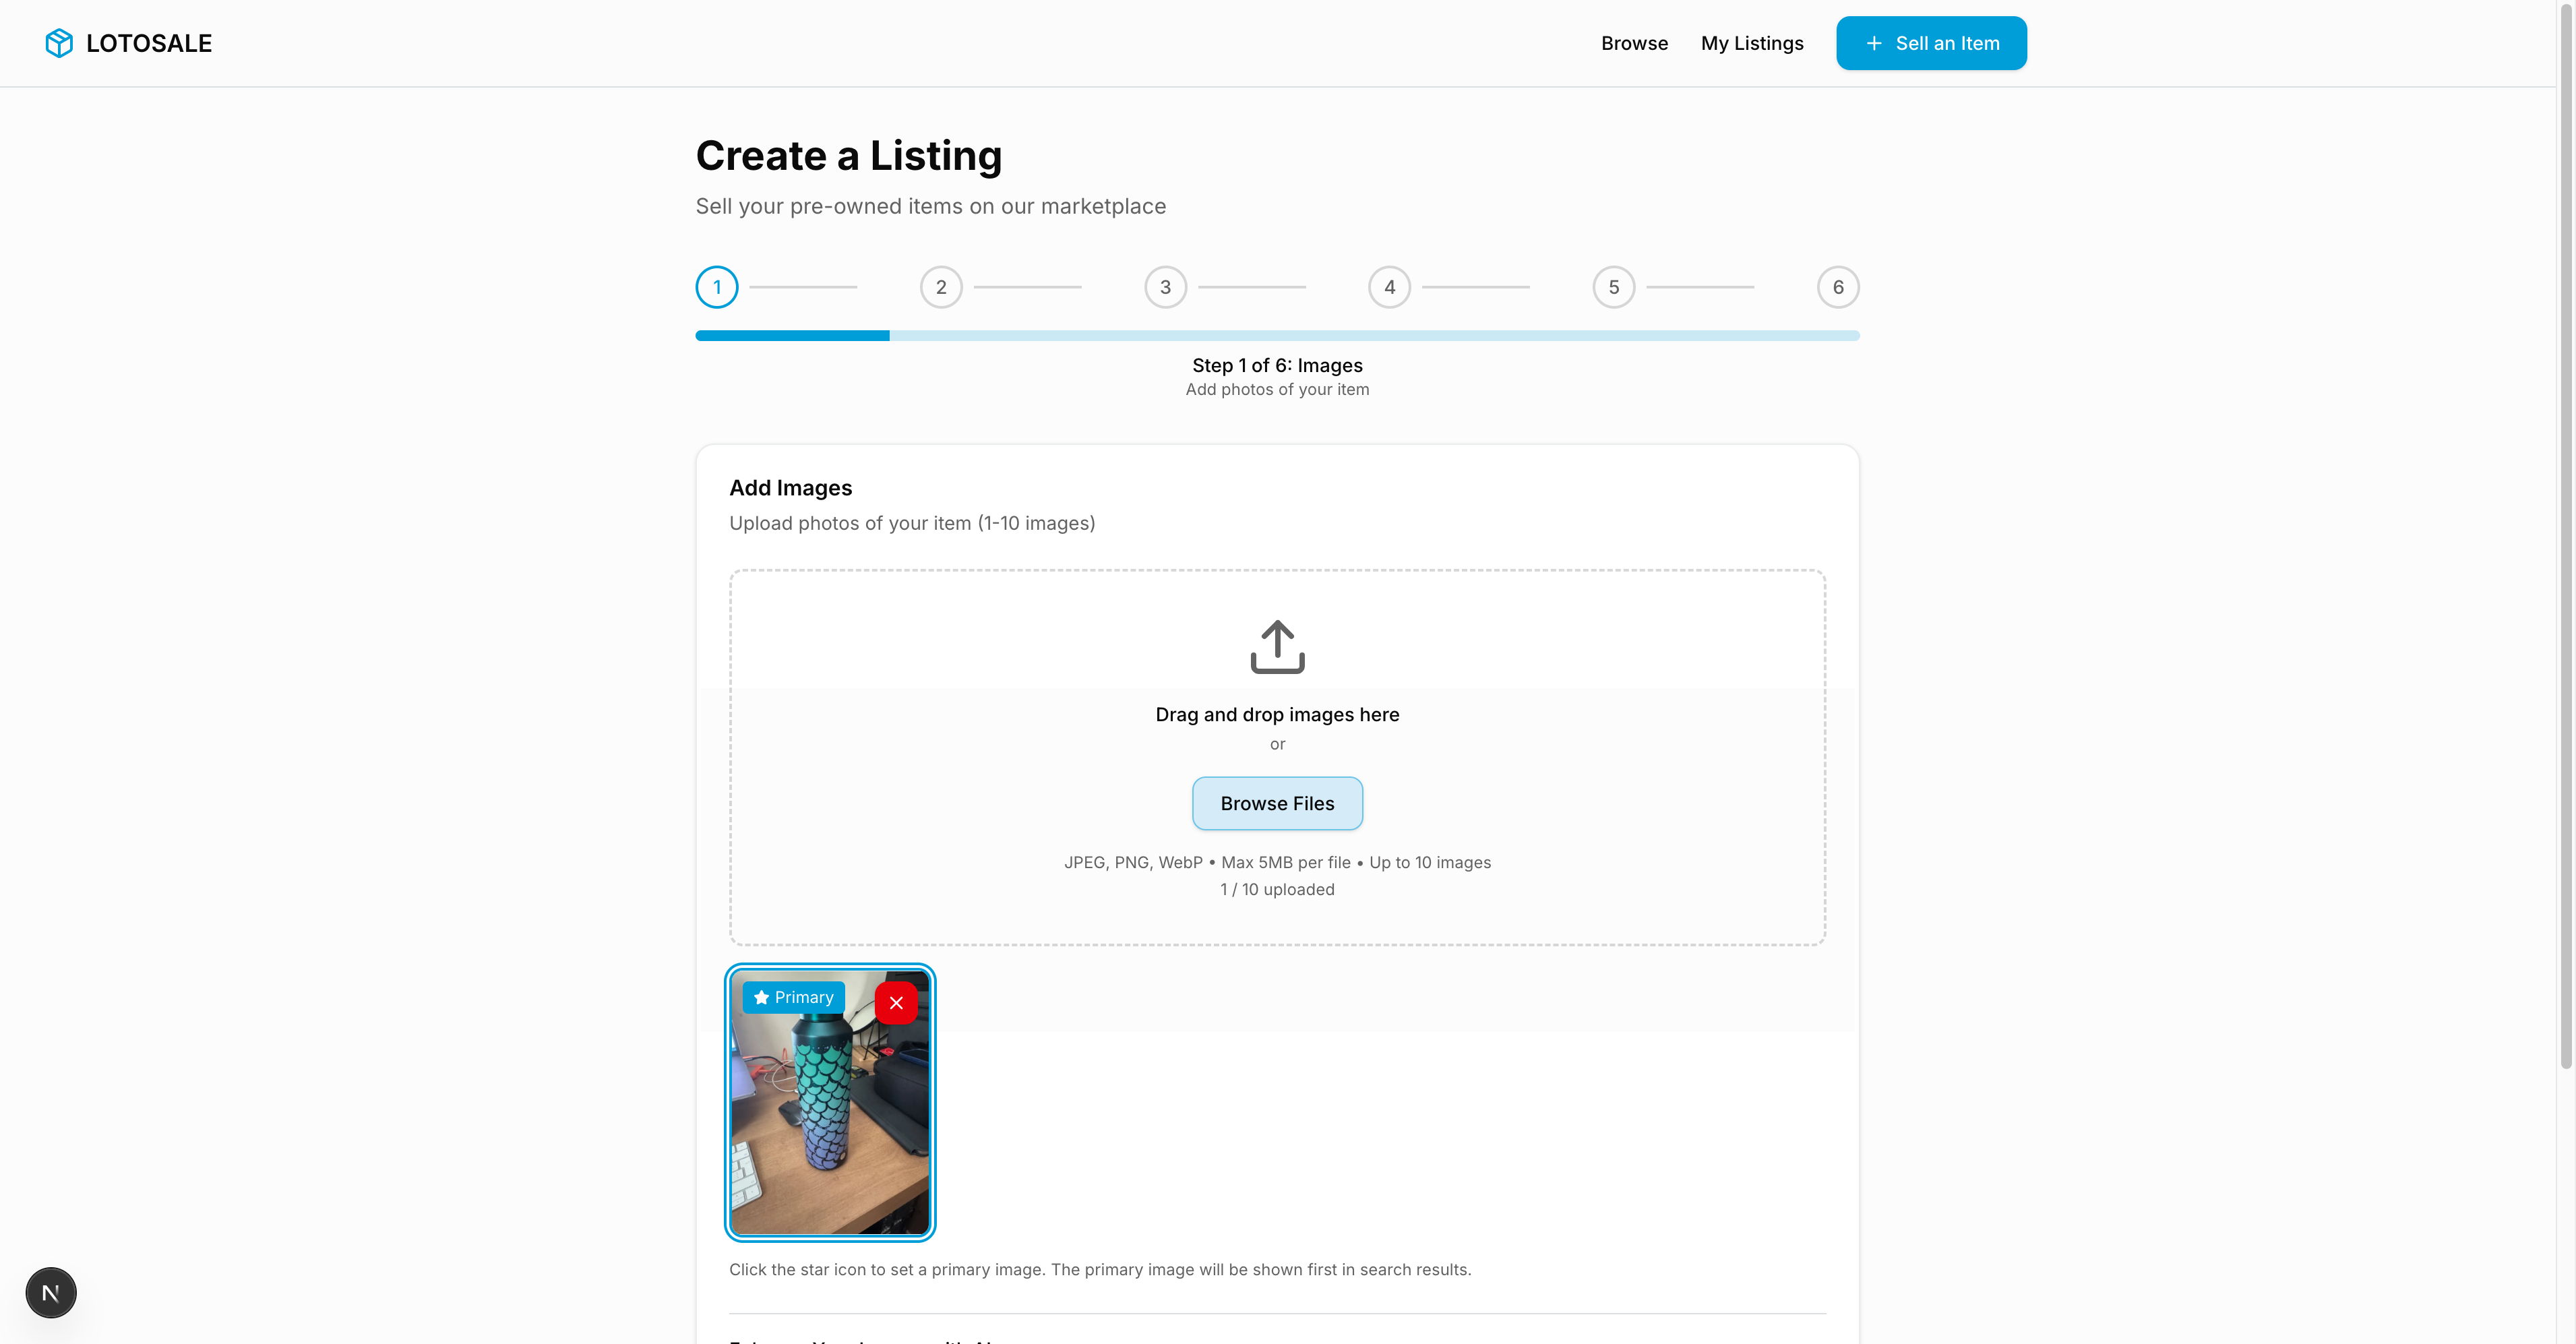 LOTOSALE
Browse
My Listings
Sell an Item
Create a Listing
Sell your pre-owned items on our marketplace
1
2
3
4
5
6
Step 1 of 6: Images
Add photos of your item
Add Images
Upload photos of your item (1-10 images)
Drag and drop images here
or
Browse Files
JPEG, PNG, WebP • Max 5MB per file • Up to 10 images
1 / 10 uploaded
Primary
Click the star icon to set a primary image. The primary image will be shown first in search results.
N